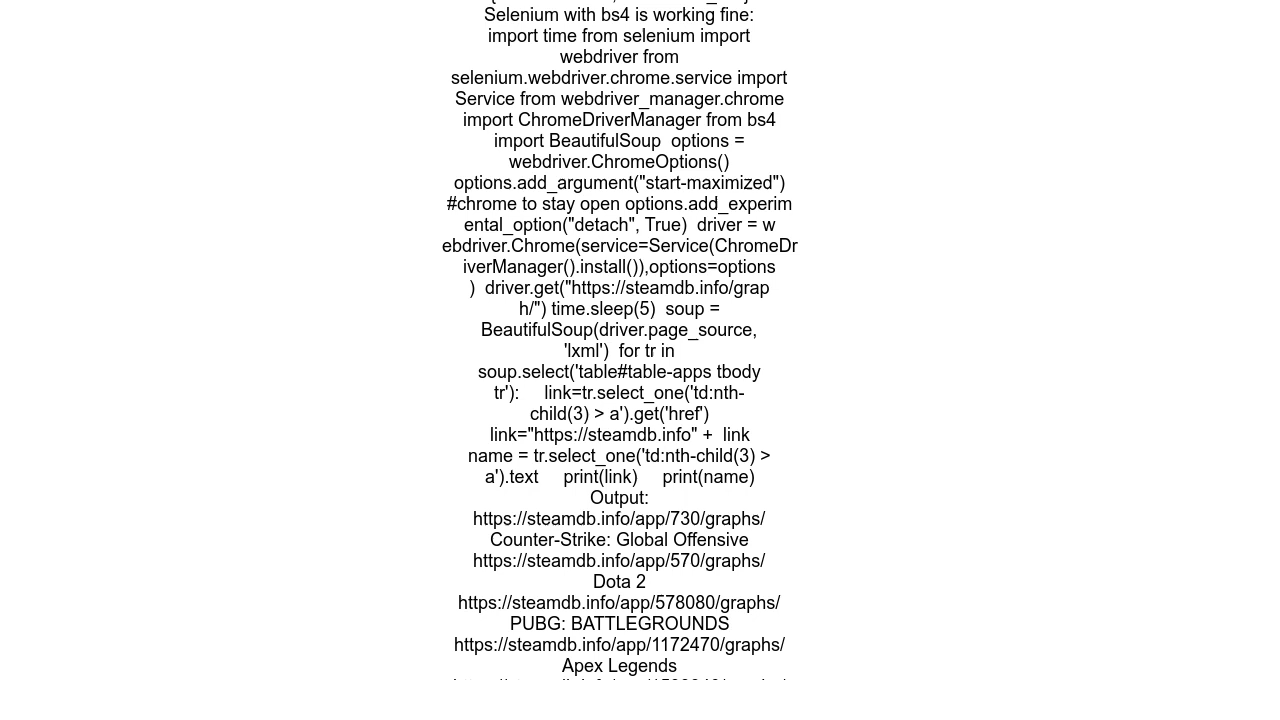 Selenium with bs4 is working fine:
import time from selenium import
webdriver from
selenium.webdriver.chrome.service import
Service from webdriver_manager.chrome
import ChromeDriverManager from bs4
import BeautifulSoup  options =
webdriver.ChromeOptions()
options.add_argument("start-maximized")
#chrome to stay open options.add_experim
ental_option("detach", True)  driver = w
ebdriver.Chrome(service=Service(ChromeDr
iverManager().install()),options=options
)  driver.get("https://steamdb.info/grap
h/") time.sleep(5)  soup =
BeautifulSoup(driver.page_source,
'lxml')  for tr in
soup.select('table#table-apps tbody
tr'):     link=tr.select_one('td:nth-
child(3) > a').get('href')
link="https://steamdb.info" +  link
name = tr.select_one('td:nth-child(3) >
a').text     print(link)     print(name)
Output:
https://steamdb.info/app/730/graphs/
Counter-Strike: Global Offensive
https://steamdb.info/app/570/graphs/
Dota 2
https://steamdb.info/app/578080/graphs/
PUBG: BATTLEGROUNDS
https://steamdb.info/app/1172470/graphs/
Apex Legends